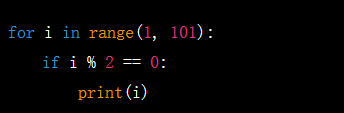 for i in range(1, 101):
    if i % 2 == 0:
        print(i)